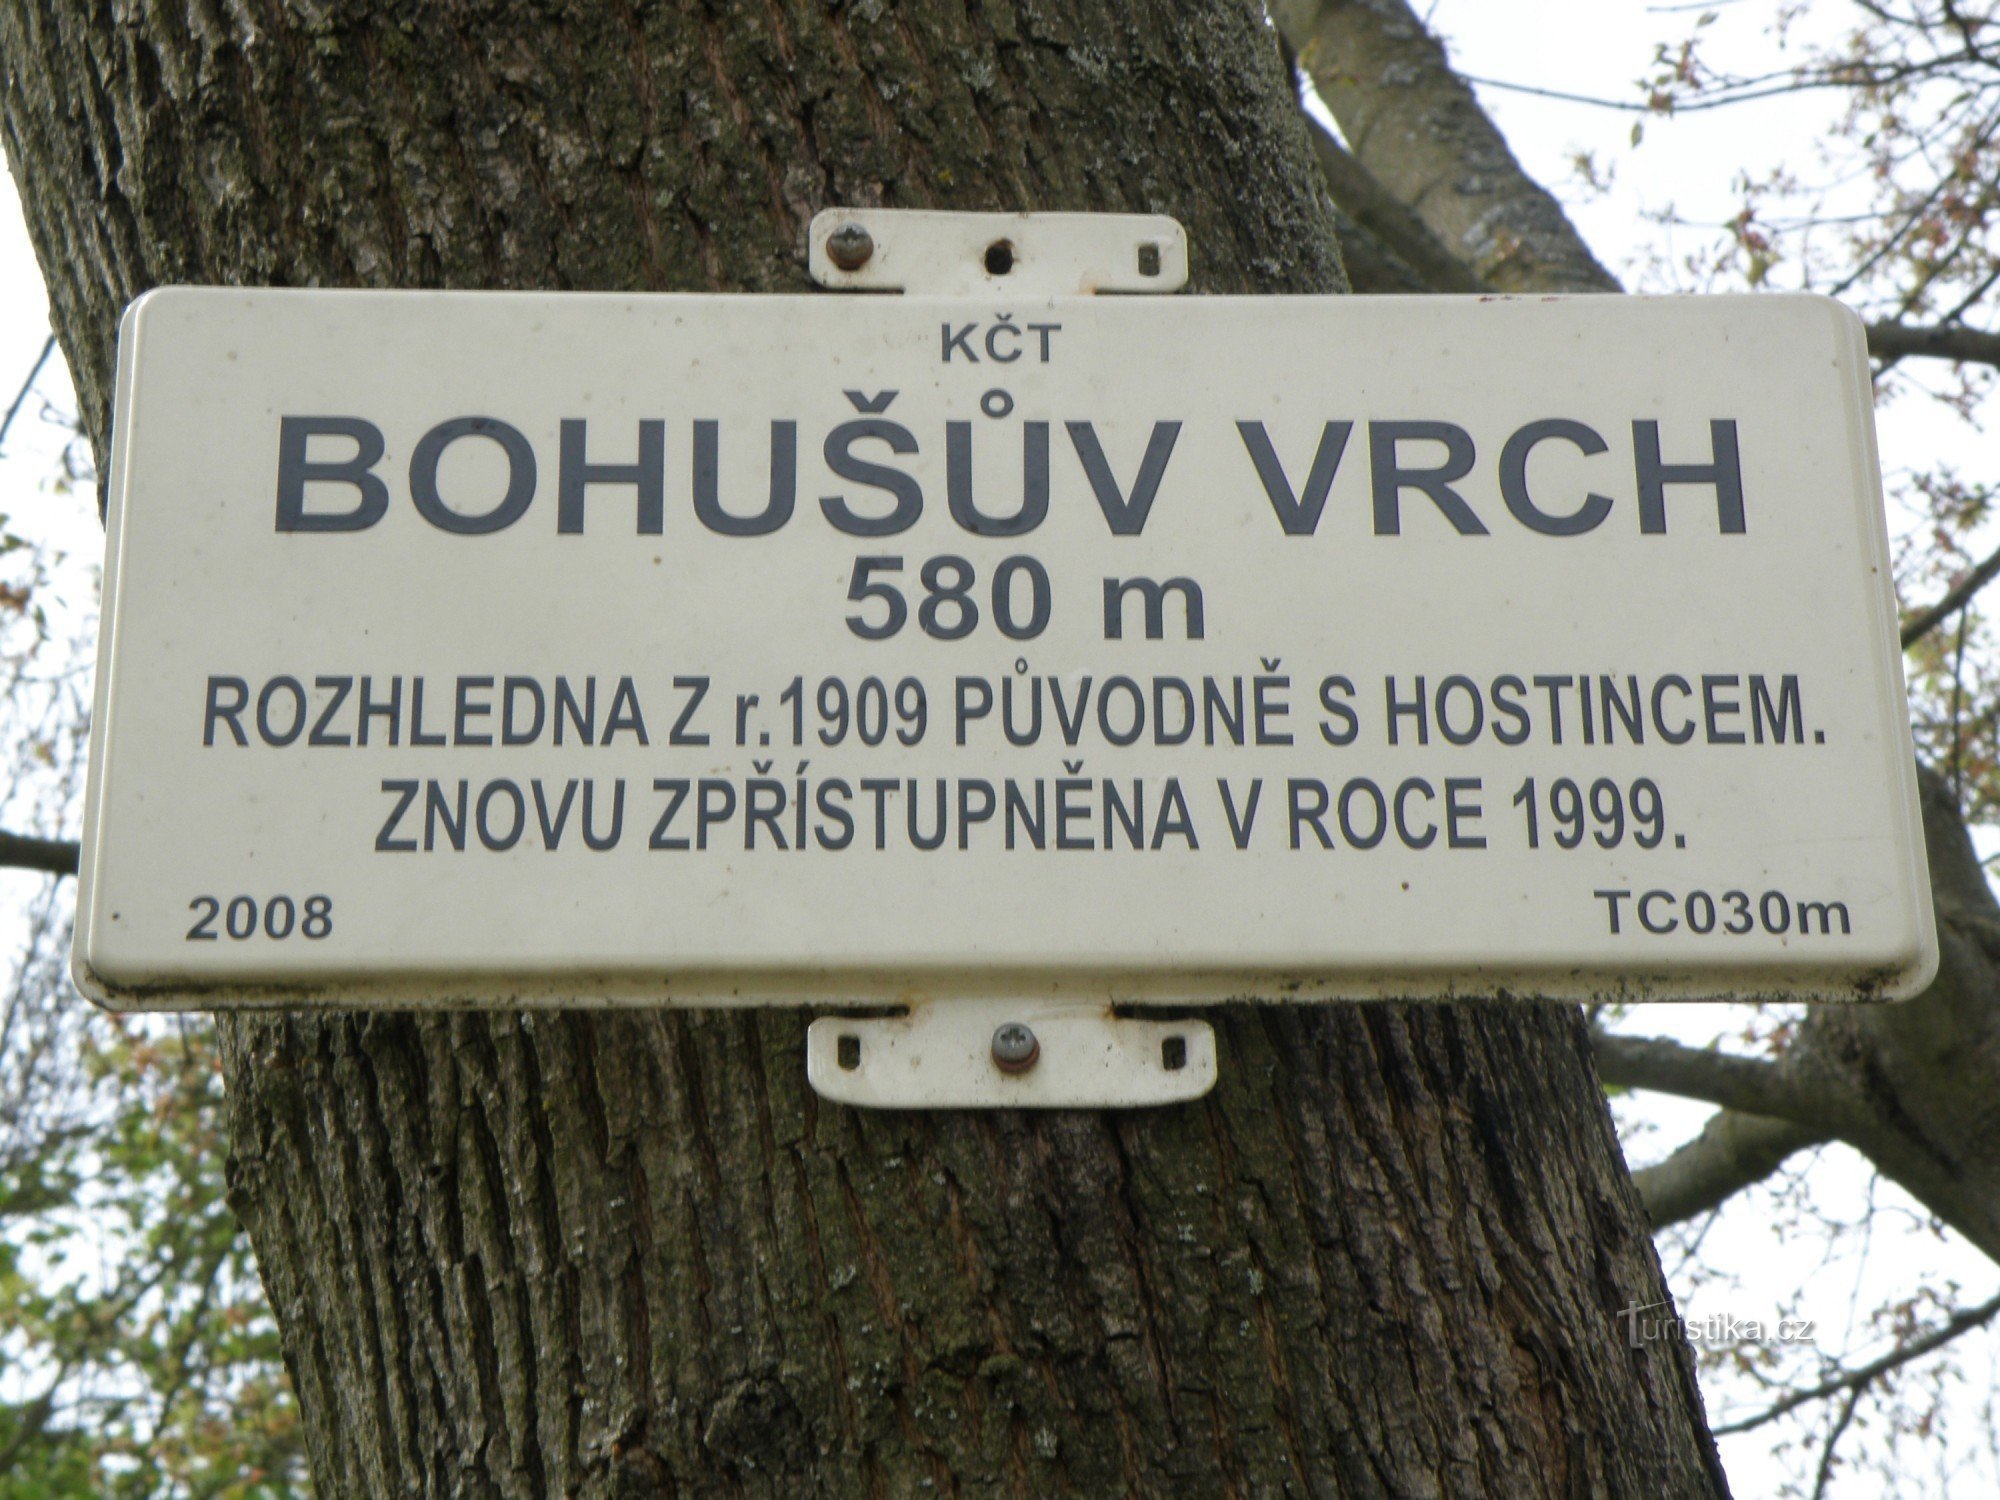 KČT
BOHUŠŮV VRCH
580 m
ROZHLEDNA Z r.1909 PŮVODNĚ S HOSTINCEM.
ZNOVU ZPŘÍSTUPNĚNA V ROCE 1999.
2008 TC030m
Turistika.cz